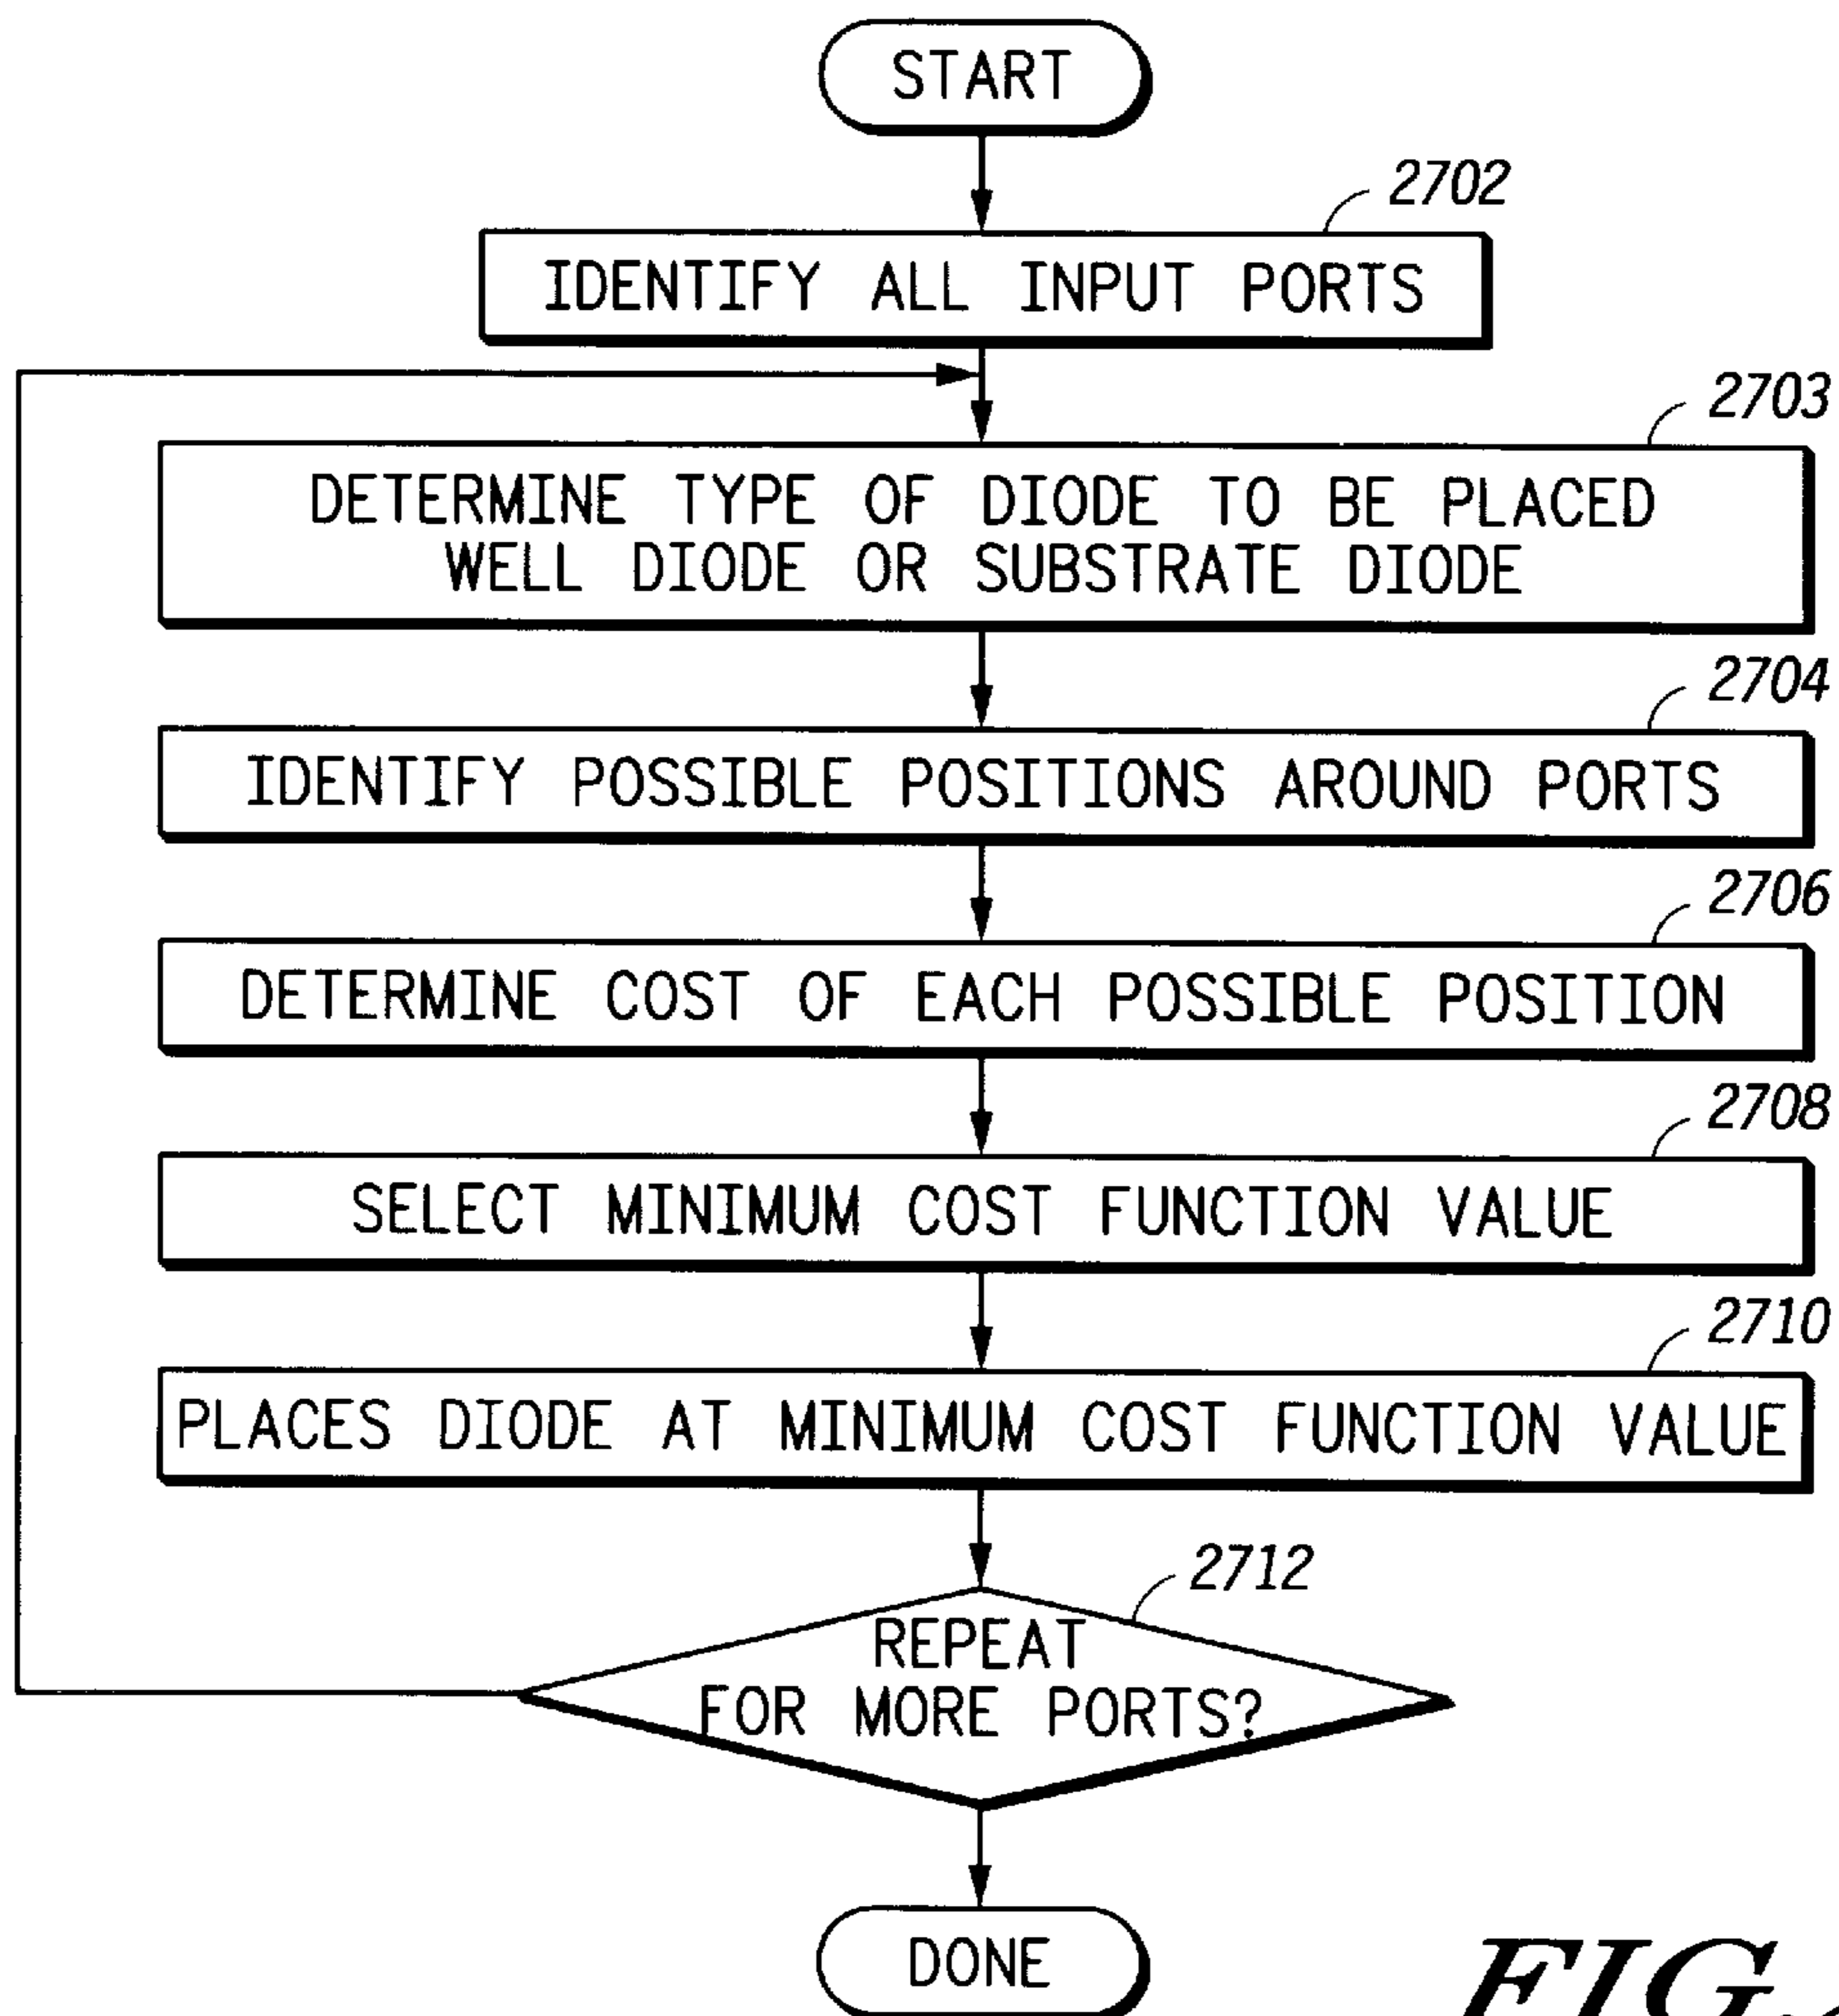 START
2702
IDENTIFY ALL INPUT PORTS
2703
DETERMINE TYPE OF DIODE TO BE PLACED
WELL DIODE OR SUBSTRATE DIODE
2704
IDENTIFY POSSIBLE POSITIONS AROUND PORTS
2706
DETERMINE COST OF EACH POSSIBLE POSITION
2708
SELECT MINIMUM COST FUNCTION VALUE
2710
PLACES DIODE AT MINIMUM COST FUNCTION VALUE
2712
REPEAT
FOR MORE PORTS?
DONE
FIG.